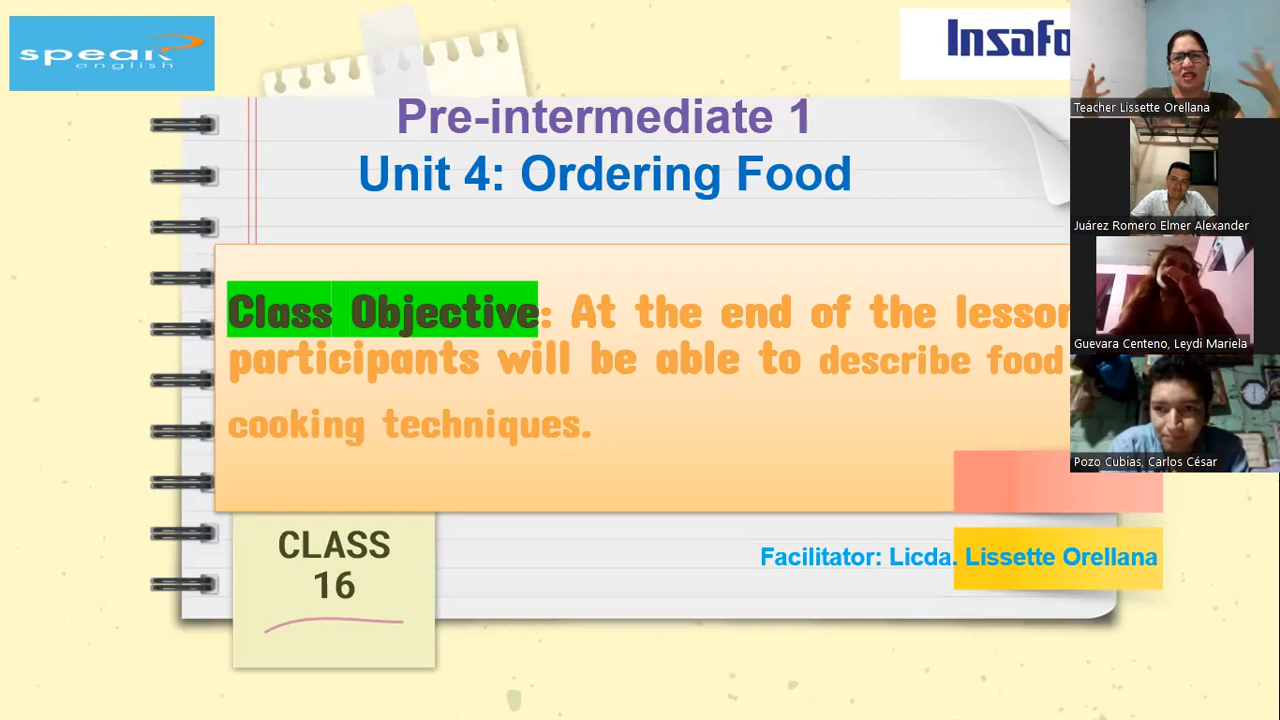 speak
english
Insafo
Pre-intermediate 1
Unit 4: Ordering Food
Class Objective: At the end of the lesson
participants will be able to describe food
cooking techniques.
CLASS
16
Facilitator: Licda. Lissette Orellana
Teacher Lissette Orellana
Juárez Romero Elmer Alexander
Guevara Centeno, Leydi Mariela
Pozo Cubias, Carlos César